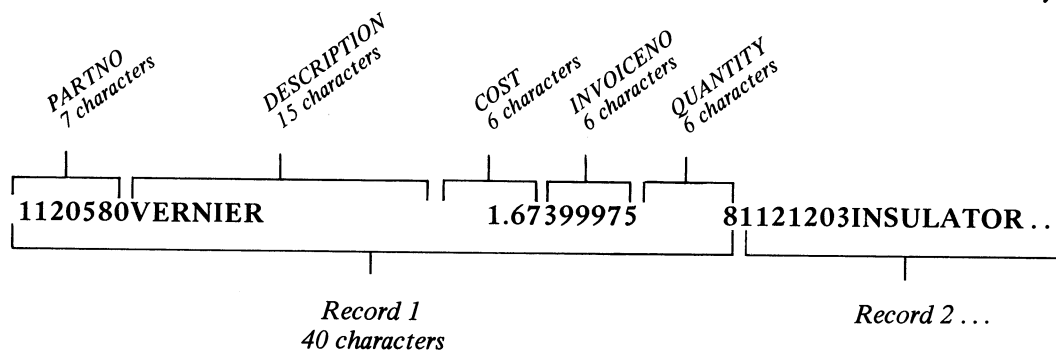 PARTNO
7 characters
DESCRIPTION
15 characters
COST
6 characters
INVOICENO
6 characters
QUANTITY
6 characters
1120580VERNIER 1.67399975 81121203INSULATOR . .
Record 1
40 characters
Record 2 . . .